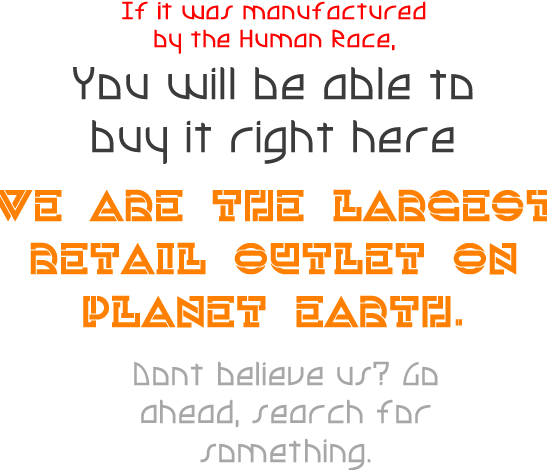 If it was manufactured
by the Human Race,
You will be able to
buy it right here
WE ARE THE LARGEST
RETAIL OUTLET ON
PLANET EARTH..
Dont believe us? Go
ahead, search for
something.